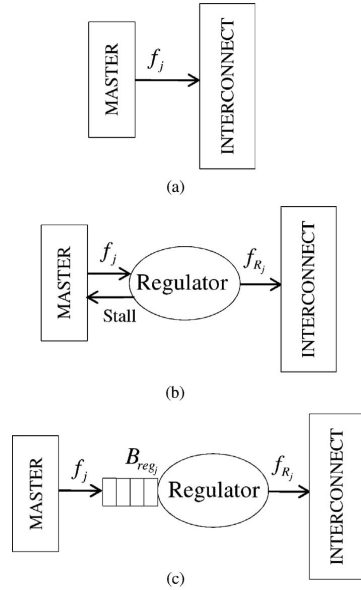 MASTER
f_j
INTERCONNECT
(a)
MASTER
f_j
Stall
Regulator
f_{R_j}
INTERCONNECT
(b)
MASTER
f_j
B_{reg_j}
Regulator
f_{R_j}
INTERCONNECT
(c)